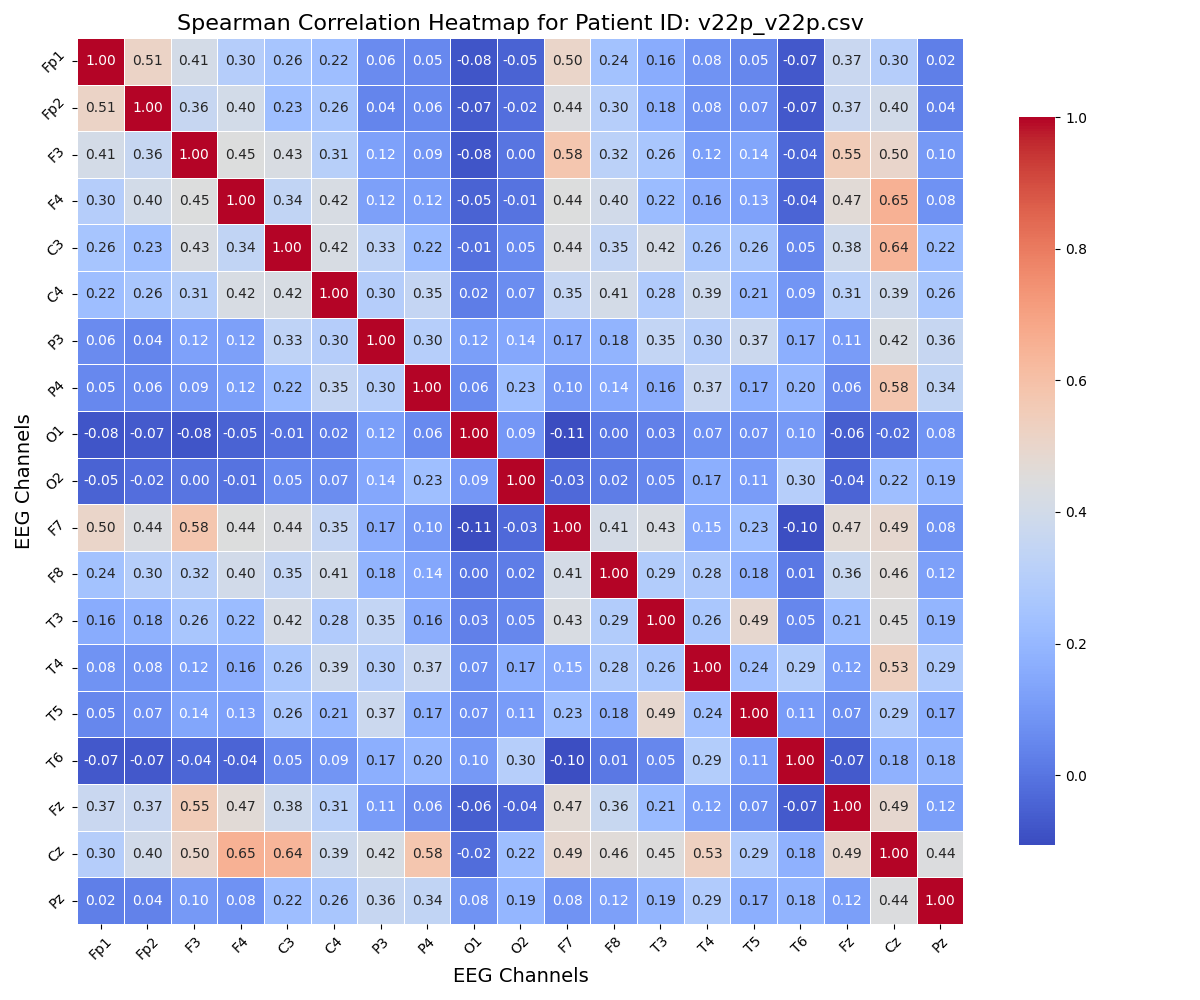 Spearman Correlation Heatmap for Patient ID: v22p_v22p.csv
Fp1 1.00 0.51 0.41 0.30 0.26 0.22 0.06 0.05 -0.08 -0.05 0.50 0.24 0.16 0.08 0.05 -0.07 0.37 0.30 0.02
Fp2 0.51 1.00 0.36 0.40 0.23 0.26 0.04 0.06 -0.07 -0.02 0.44 0.30 0.18 0.08 0.07 -0.07 0.37 0.40 0.04
F3 0.41 0.36 1.00 0.45 0.43 0.31 0.12 0.09 -0.08 0.00 0.58 0.32 0.26 0.12 0.14 -0.04 0.55 0.50 0.10
F4 0.30 0.40 0.45 1.00 0.34 0.42 0.12 0.12 -0.05 -0.01 0.44 0.40 0.22 0.16 0.13 -0.04 0.47 0.65 0.08
C3 0.26 0.23 0.43 0.34 1.00 0.42 0.33 0.22 -0.01 0.05 0.44 0.35 0.42 0.26 0.26 0.05 0.38 0.64 0.22
C4 0.22 0.26 0.31 0.42 0.42 1.00 0.30 0.35 0.02 0.07 0.35 0.41 0.28 0.39 0.21 0.09 0.31 0.39 0.26
P3 0.06 0.04 0.12 0.12 0.33 0.30 1.00 0.30 0.12 0.14 0.17 0.18 0.35 0.30 0.37 0.17 0.11 0.42 0.36
P4 0.05 0.06 0.09 0.12 0.22 0.35 0.30 1.00 0.06 0.23 0.10 0.14 0.16 0.37 0.17 0.20 0.06 0.58 0.34
O1 -0.08 -0.07 -0.08 -0.05 -0.01 0.02 0.12 0.06 1.00 0.09 -0.11 0.00 0.03 0.07 0.07 0.10 -0.06 -0.02 0.08
O2 -0.05 -0.02 0.00 -0.01 0.05 0.07 0.14 0.23 0.09 1.00 -0.03 0.02 0.05 0.17 0.11 0.30 -0.04 0.22 0.19
F7 0.50 0.44 0.58 0.44 0.44 0.35 0.17 0.10 -0.11 -0.03 1.00 0.41 0.43 0.15 0.23 -0.10 0.47 0.49 0.08
F8 0.24 0.30 0.32 0.40 0.35 0.41 0.18 0.14 0.00 0.02 0.41 1.00 0.29 0.28 0.18 0.01 0.36 0.46 0.12
T3 0.16 0.18 0.26 0.22 0.42 0.28 0.35 0.16 0.03 0.05 0.43 0.29 1.00 0.26 0.49 0.05 0.21 0.45 0.19
T4 0.08 0.08 0.12 0.16 0.26 0.39 0.30 0.37 0.07 0.17 0.15 0.28 0.26 1.00 0.24 0.29 0.12 0.53 0.29
T5 0.05 0.07 0.14 0.13 0.26 0.21 0.37 0.17 0.07 0.11 0.23 0.18 0.49 0.24 1.00 0.11 0.07 0.29 0.17
T6 -0.07 -0.07 -0.04 -0.04 0.05 0.09 0.17 0.20 0.10 0.30 -0.10 0.01 0.05 0.29 0.11 1.00 -0.07 0.18 0.18
Fz 0.37 0.37 0.55 0.47 0.38 0.31 0.11 0.06 -0.06 -0.04 0.47 0.36 0.21 0.12 0.07 -0.07 1.00 0.49 0.12
Cz 0.30 0.40 0.50 0.65 0.64 0.39 0.42 0.58 -0.02 0.22 0.49 0.46 0.45 0.53 0.29 0.18 0.49 1.00 0.44
Pz 0.02 0.04 0.10 0.08 0.22 0.26 0.36 0.34 0.08 0.19 0.08 0.12 0.19 0.29 0.17 0.18 0.12 0.44 1.00
Fp1 Fp2 F3 F4 C3 C4 P3 P4 O1 O2 F7 F8 T3 T4 T5 T6 Fz Cz Pz
EEG Channels
EEG Channels
1.0
0.8
0.6
0.4
0.2
0.0